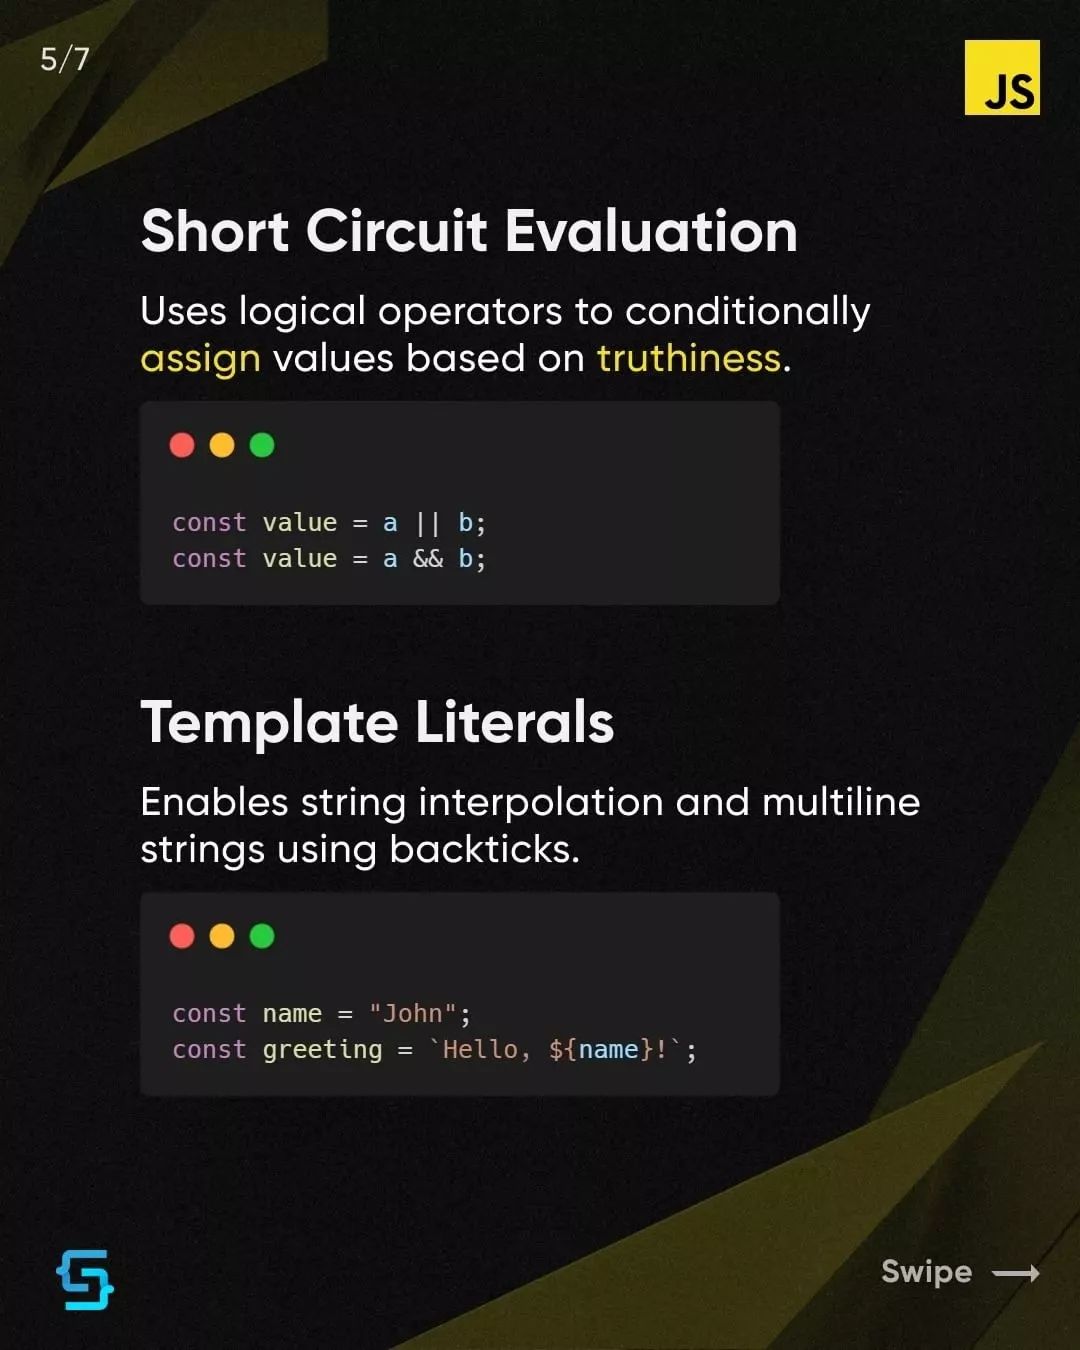 5/7
JS
Short Circuit Evaluation
Uses logical operators to conditionally
assign values based on truthiness.
const value = a || b;
const value = a && b;
Template Literals
Enables string interpolation and multiline
strings using backticks.
const name = "John";
const greeting = `Hello, ${name}!`;
Swipe